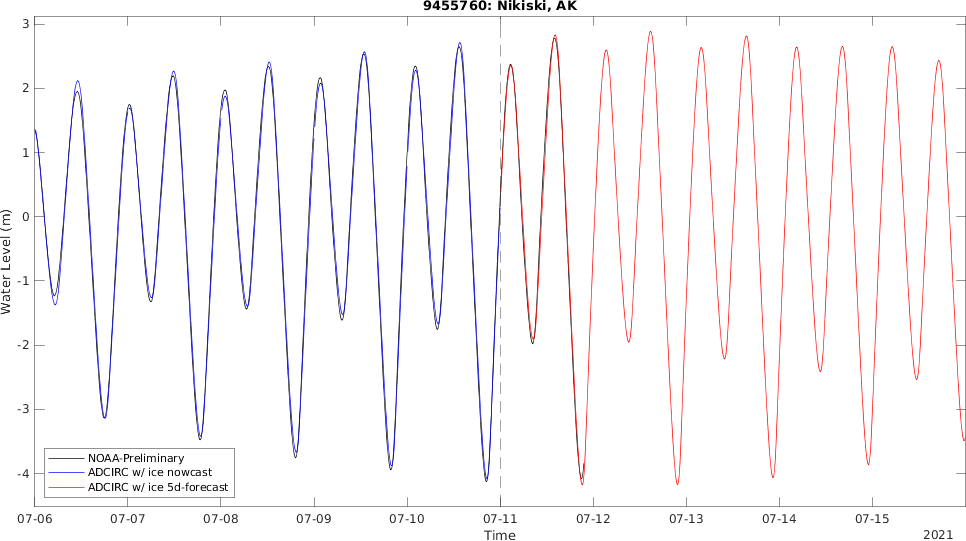 9455760: Nikiski, AK
3
2
1
0
-1
-2
-3
-4
Water Level (m)
NOAA-Preliminary
ADCIRC w/ ice nowcast
ADCIRC w/ ice 5d-forecast
07-06 07-07 07-08 07-09 07-10 07-11 07-12 07-13 07-14 07-15
Time
2021